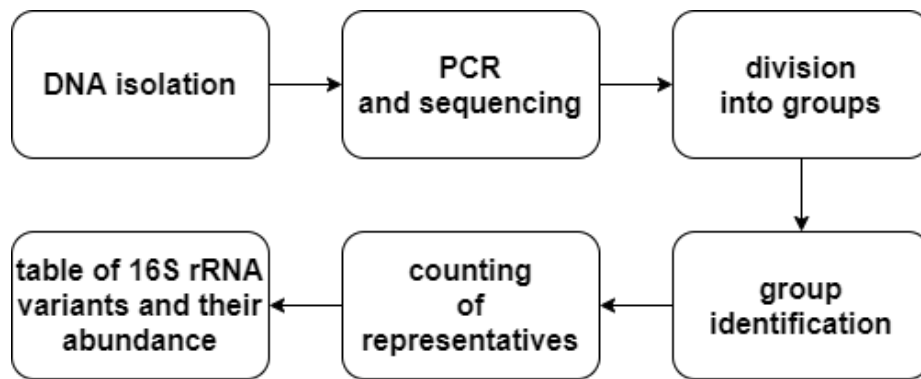 DNA isolation
PCR
and sequencing
division
into groups
group
identification
counting
of
representatives
table of 16S rRNA
variants and their
abundance